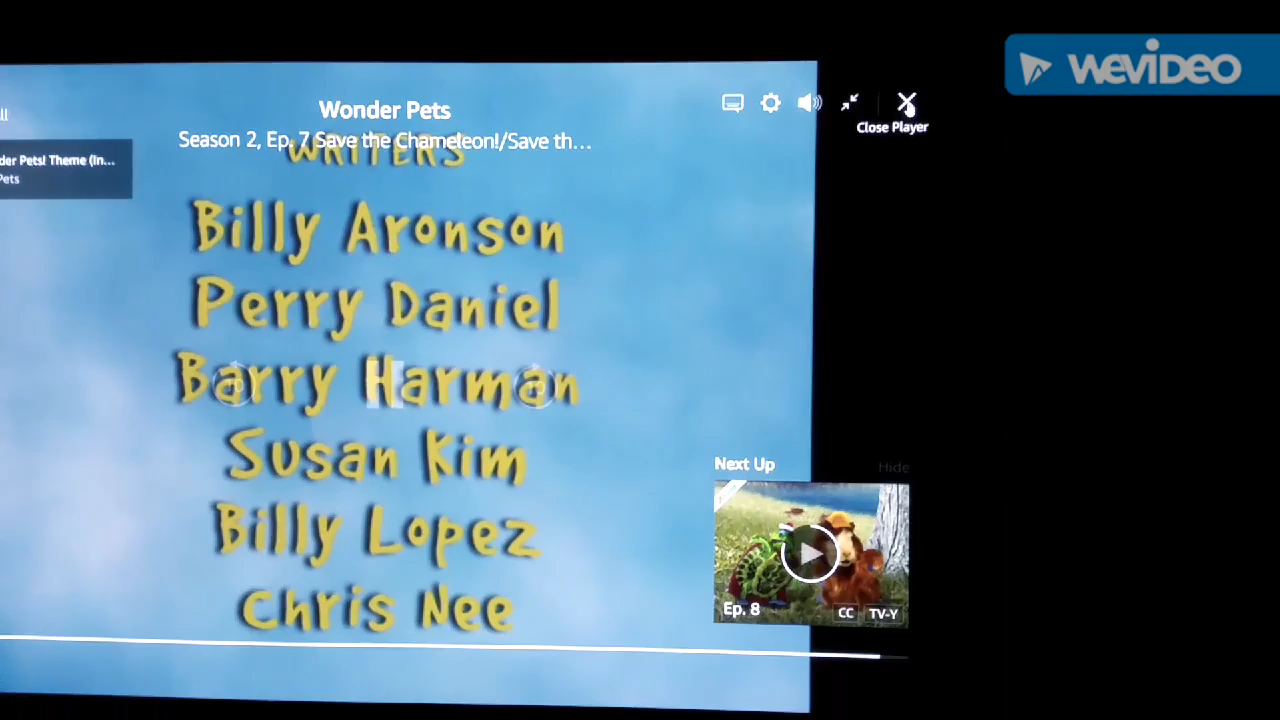 WEVIDEO
Wonder Pets
Season 2, Ep. 7 Save the Chameleon!/Save th...
Close Player
der Pets! Theme (In...
Pets
WRITERS
Billy Aronson
Perry Daniel
Barry Harman
Susan Kim
Billy Lopez
Chris Nee
10
10
Next Up
Hide
Ep. 8
CC
TV-Y